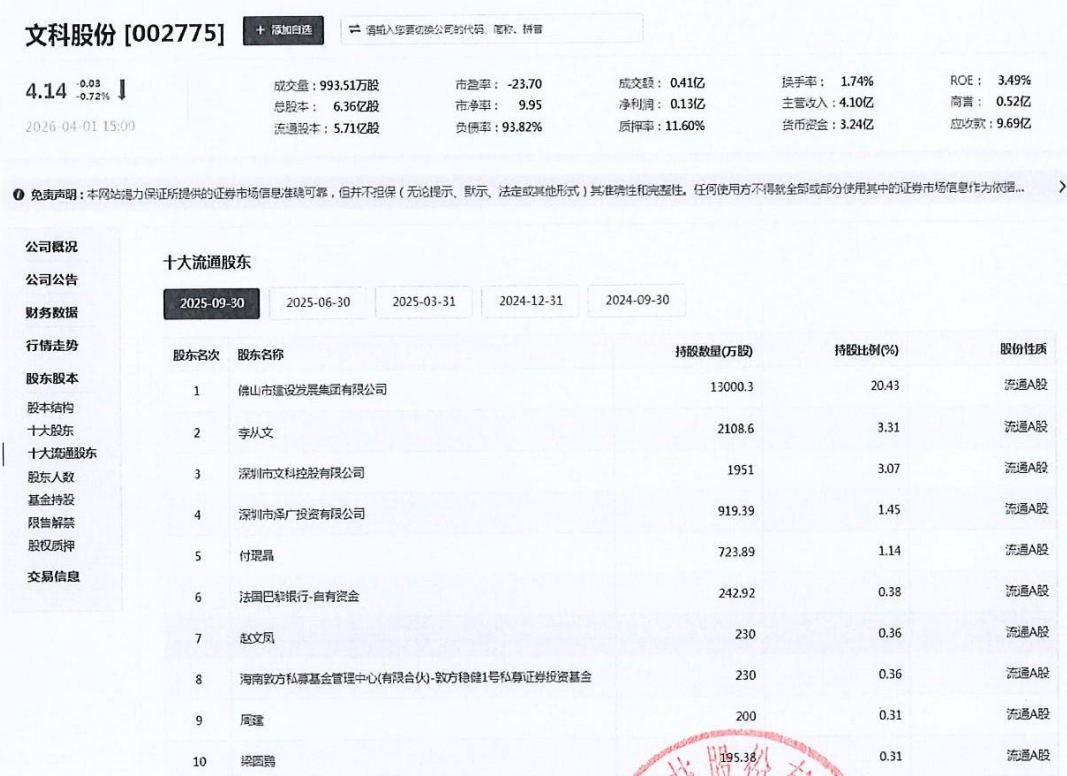 文科股份 [002775] + 添加自选 ⇌ 请输入您要切换公司的代码、简称、拼音
4.14 -0.03 -0.72%
2026-04-01 15:00
成交量：993.51万股 市盈率：-23.70 成交额：0.41亿 换手率：1.74% ROE：3.49%
总股本：6.36亿股 市净率：9.95 净利润：0.13亿 主营收入：4.10亿 商誉：0.52亿
流通股本：5.71亿股 负债率：93.82% 质押率：11.60% 货币资金：3.24亿 应收款：9.69亿
免责声明：本网站竭力保证所提供的证券市场信息准确可靠，但并不担保（无论提示、默示、法定或其他形式）其准确性和完整性。任何使用方不得就全部或部分使用其中的证券市场信息作为依据...
公司概况
公司公告
财务数据
行情走势
股东股本
股本结构
十大股东
十大流通股东
股东人数
基金持股
限售解禁
股权质押
交易信息
十大流通股东
2025-09-30 2025-06-30 2025-03-31 2024-12-31 2024-09-30
股东名次 股东名称 持股数量(万股) 持股比例(%) 股份性质
1 佛山市建设发展集团有限公司 13000.3 20.43 流通A股
2 李从文 2108.6 3.31 流通A股
3 深圳市文科控股有限公司 1951 3.07 流通A股
4 深圳市泽广投资有限公司 919.39 1.45 流通A股
5 付琨晶 723.89 1.14 流通A股
6 法国巴黎银行-自有资金 242.92 0.38 流通A股
7 赵文凤 230 0.36 流通A股
8 海南敦方私募基金管理中心(有限合伙)-敦方稳健1号私募证券投资基金 230 0.36 流通A股
9 周建 200 0.31 流通A股
10 梁圆鹏 195.38 0.31 流通A股
股份有